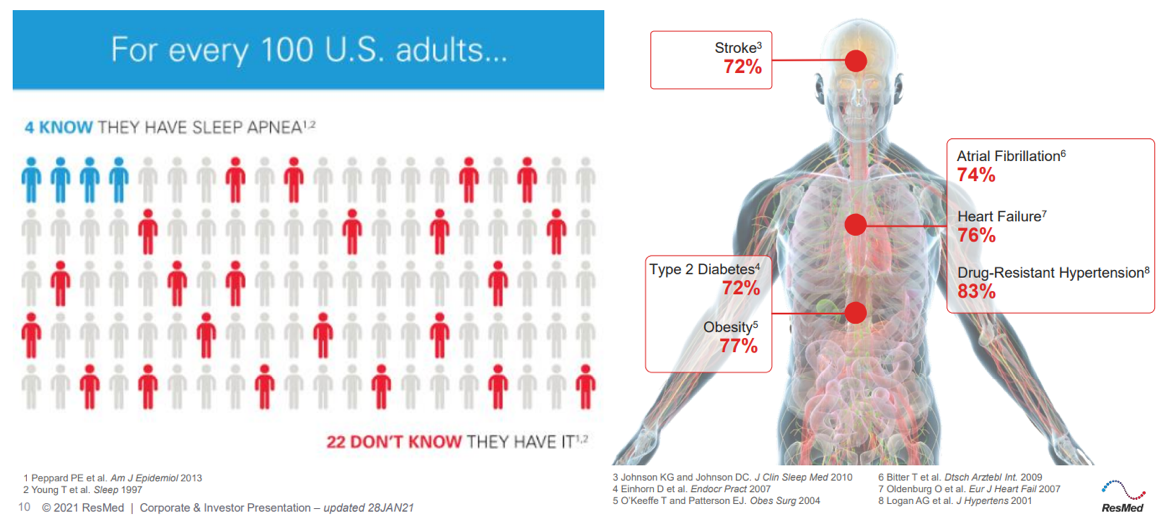 For every 100 U.S. adults...
4 KNOW THEY HAVE SLEEP APNEA1,2
22 DON'T KNOW THEY HAVE IT1,2
Stroke3
72%
Atrial Fibrillation6
74%
Heart Failure7
76%
Drug-Resistant Hypertension8
83%
Type 2 Diabetes4
72%
Obesity5
77%
1 Peppard PE et al. Am J Epidemiol 2013
2 Young T et al. Sleep 1997
3 Johnson KG and Johnson DC. J Clin Sleep Med 2010
4 Einhorn D et al. Endocr Pract 2007
5 O'Keeffe T and Patterson EJ. Obes Surg 2004
6 Bitter T et al. Dtsch Arztebl Int. 2009
7 Oldenburg O et al. Eur J Heart Fail 2007
8 Logan AG et al. J Hypertens 2001
10 © 2021 ResMed | Corporate & Investor Presentation – updated 28JAN21
ResMed